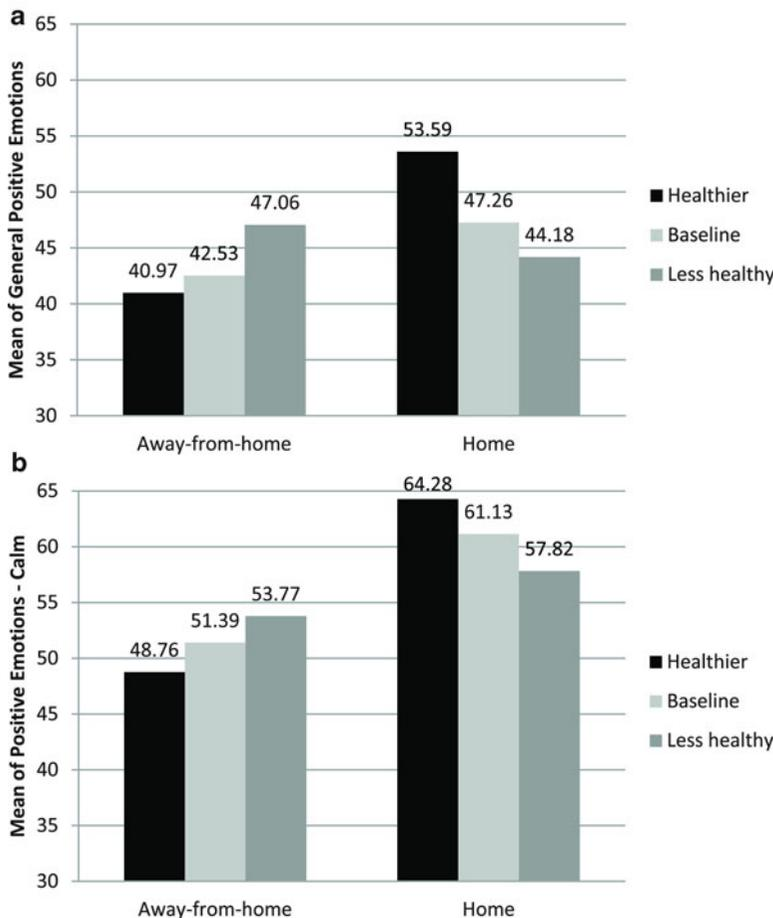 a
65
60
55
50
45
40
35
30
Mean of General Positive Emotions
53.59
47.06
47.26
44.18
42.53
40.97
Healthier
Baseline
Less healthy
Away-from-home
Home
b
65
60
55
50
45
40
35
30
Mean of Positive Emotions - Calm
64.28
61.13
57.82
53.77
51.39
48.76
Healthier
Baseline
Less healthy
Away-from-home
Home